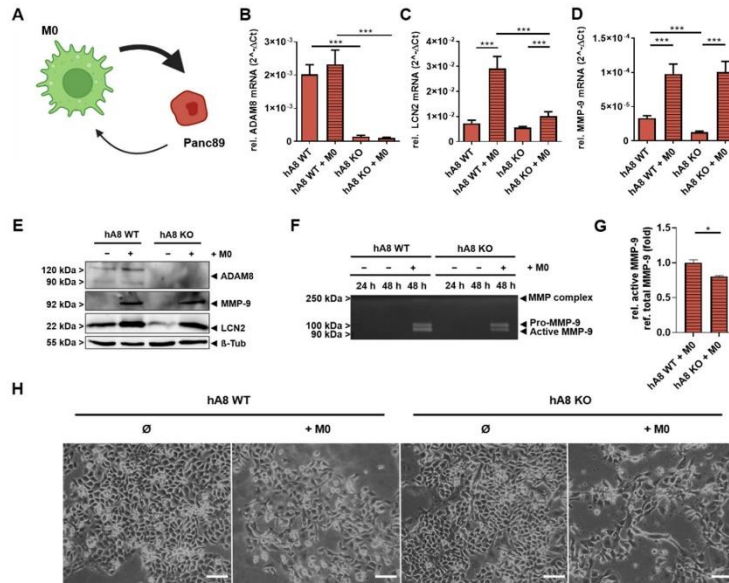 A
M0
Panc89
B
rel. ADAM8 mRNA (2^-ΔCt)
3×10⁻³
2×10⁻³
1×10⁻³
0
***
***
hA8 WT
hA8 WT + M0
hA8 KO
hA8 KO + M0
C
rel. LCN2 mRNA (2^-ΔCt)
4×10⁻²
3×10⁻²
2×10⁻²
1×10⁻²
0
***
***
***
hA8 WT
hA8 WT + M0
hA8 KO
hA8 KO + M0
D
rel. MMP-9 mRNA (2^-ΔCt)
1.5×10⁻⁴
1×10⁻⁴
5×10⁻⁵
0
***
***
***
hA8 WT
hA8 WT + M0
hA8 KO
hA8 KO + M0
E
hA8 WT hA8 KO
– + – + + M0
120 kDa >
90 kDa >
ADAM8
92 kDa >
MMP-9
22 kDa >
LCN2
55 kDa >
ß-Tub
F
hA8 WT hA8 KO
– – + – – + + M0
24 h 48 h 48 h 24 h 48 h 48 h
250 kDa >
MMP complex
100 kDa >
Pro-MMP-9
90 kDa >
Active MMP-9
G
rel. active MMP-9
ref. total MMP-9 (fold)
1.5
1.0
0.5
0.0
*
hA8 WT + M0
hA8 KO + M0
H
hA8 WT hA8 KO
Ø + M0 Ø + M0